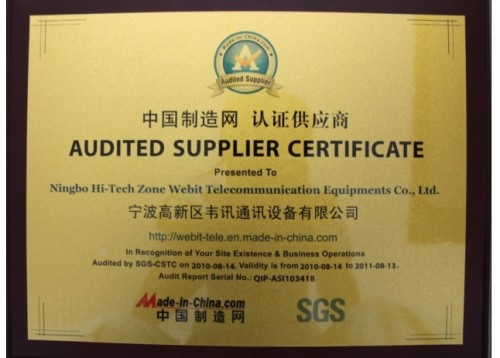 Made-in-China.com
Audited Supplier
中国制造网 认证供应商
AUDITED SUPPLIER CERTIFICATE
Presented To
Ningbo Hi-Tech Zone Webit Telecommunication Equipments Co., Ltd.
宁波高新区韦讯通讯设备有限公司
http://webit-tele.en.made-in-china.com
In Recognition of Your Site Existence & Business Operations
Audited by SGS-CSTC on 2010-08-14. Validity is from 2010-08-14 to 2011-08-13.
Audit Report Serial No.: QIP-ASI103418
Made-in-China.com
中国制造网
SGS